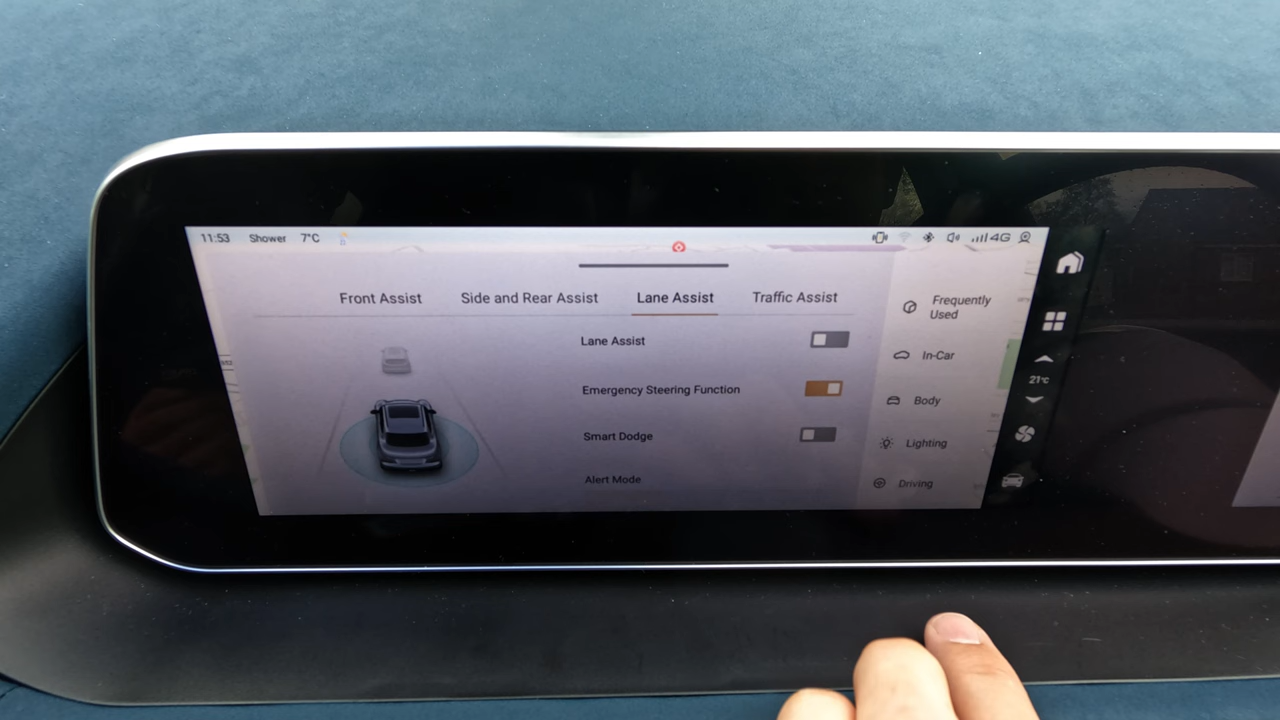 11:53 Shower 7°C 4G
Front Assist Side and Rear Assist Lane Assist Traffic Assist
Lane Assist
Emergency Steering Function
Smart Dodge
Alert Mode
Frequently
Used
In-Car
Body
Lighting
Driving
21°C